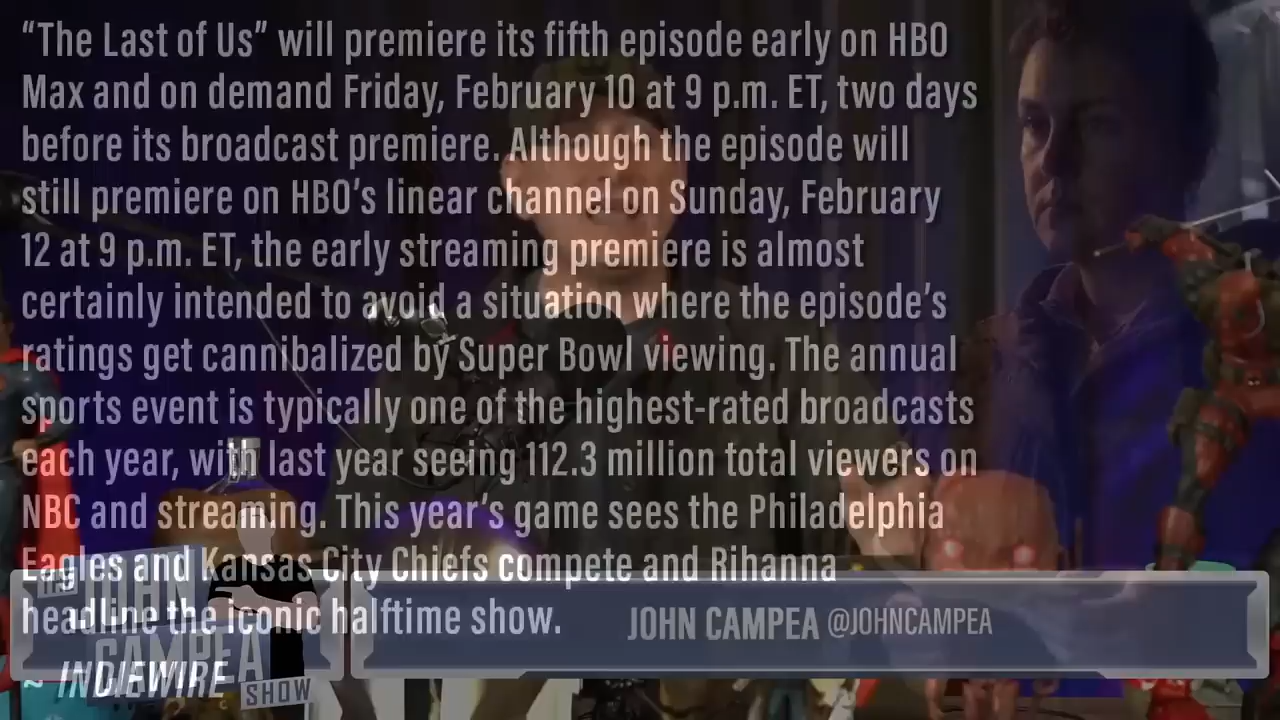 “The Last of Us” will premiere its fifth episode early on HBO
Max and on demand Friday, February 10 at 9 p.m. ET, two days
before its broadcast premiere. Although the episode will
still premiere on HBO’s linear channel on Sunday, February
12 at 9 p.m. ET, the early streaming premiere is almost
certainly intended to avoid a situation where the episode’s
ratings get cannibalized by Super Bowl viewing. The annual
sports event is typically one of the highest-rated broadcasts
each year, with last year seeing 112.3 million total viewers on
NBC and streaming. This year’s game sees the Philadelphia
Eagles and Kansas City Chiefs compete and Rihanna
headline the iconic halftime show.
~ INDIEWIRE
THE
JOHN
CAMPEA
SHOW
JOHN CAMPEA @JOHNCAMPEA